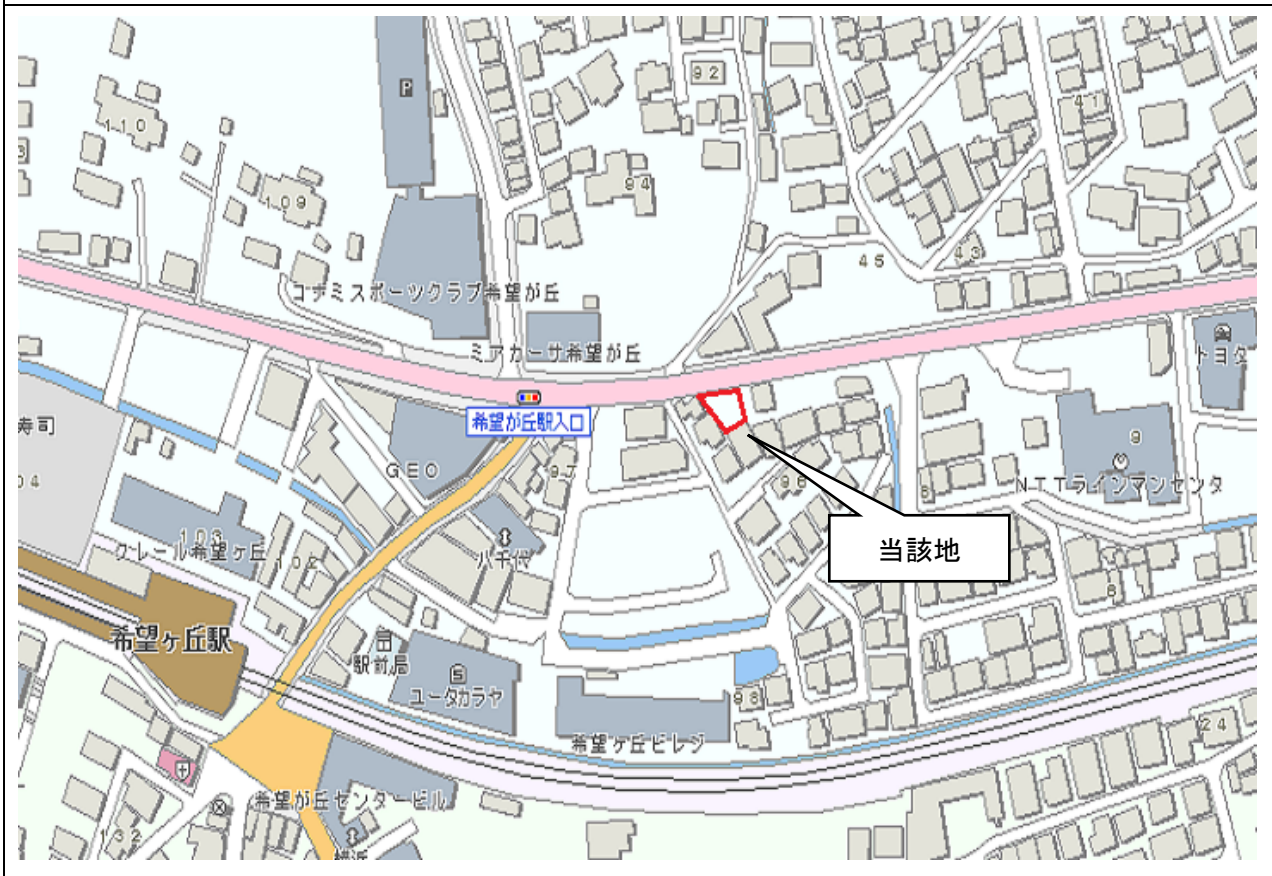 92
P
41
110
94
109
45
43
コナミスポーツクラブ希望が丘
ミアカーサ希望が丘
トヨタ
希望が丘駅入口
寿司
GEO
97
9
96
NTTラインマンセンタ
04
103
クレール希望ヶ丘
102
八千代
当該地
8
希望ヶ丘駅
駅前局
S
ユータカラヤ
98
希望ヶ丘ビレジ
24
希望が丘センタービル
132
横浜